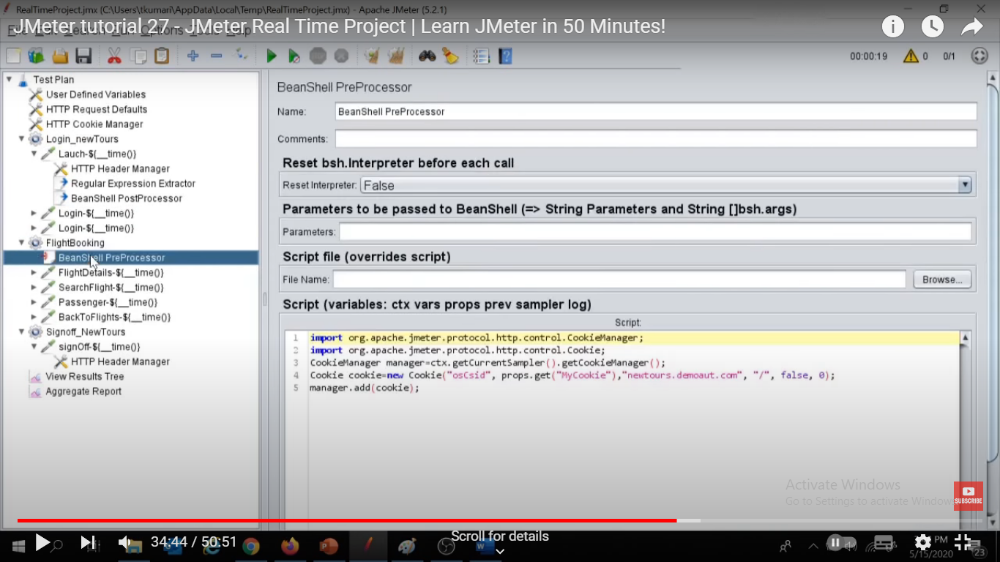 RealTimeProject.jmx (C:\Users\tkumari\AppData\Local\Temp\RealTimeProject.jmx) - Apache JMeter (5.2.1)
JMeter tutorial 27 - JMeter Real Time Project | Learn JMeter in 50 Minutes!
00:00:19 0 0/1
Test Plan
User Defined Variables
HTTP Request Defaults
HTTP Cookie Manager
Login_newTours
Lauch-${__time()}
HTTP Header Manager
Regular Expression Extractor
BeanShell PostProcessor
Login-${__time()}
Login-${__time()}
FlightBooking
BeanShell PreProcessor
FlightDetails-${__time()}
SearchFlight-${__time()}
Passenger-${__time()}
BackToFlights-${__time()}
Signoff_NewTours
signOff-${__time()}
HTTP Header Manager
View Results Tree
Aggregate Report
BeanShell PreProcessor
Name: BeanShell PreProcessor
Comments:
Reset bsh.Interpreter before each call
Reset Interpreter: False
Parameters to be passed to BeanShell (=> String Parameters and String []bsh.args)
Parameters:
Script file (overrides script)
File Name: Browse...
Script (variables: ctx vars props prev sampler log)
Script:
1 import org.apache.jmeter.protocol.http.control.CookieManager;
2 import org.apache.jmeter.protocol.http.control.Cookie;
3 CookieManager manager=ctx.getCurrentSampler().getCookieManager();
4 Cookie cookie=new Cookie("osCsid", props.get("MyCookie"),"newtours.demoaut.com", "/", false, 0);
5 manager.add(cookie);
Activate Windows
Go to Settings to activate Window
SUBSCRIBE
34:44 / 50:51
Scroll for details
PM
5/15/2020
23